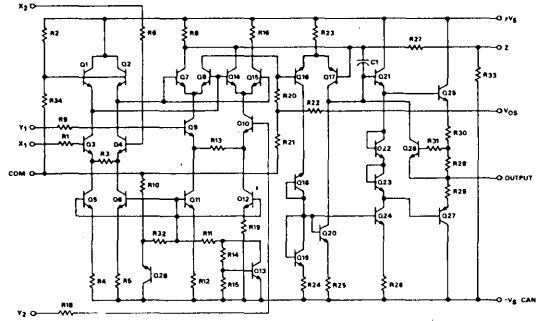 X2
+VS
R2
R6
R8
R16
R23
Q1
Q2
R27
Z
C1
Q7
Q8
Q14
Q15
Q16
Q17
Q21
R33
Q25
R34
R20
R22
VOS
Y1
R9
Q9
Q10
R30
X1
R1
Q3
Q4
R3
R13
R21
Q22
Q26
R31
R28
COM
OUTPUT
R10
Q18
Q23
R29
Q5
Q6
Q11
Q12
Q24
Q27
R32
R11
R19
Q20
R14
Q19
Q28
Q13
R4
R5
R12
R15
R24
R25
R26
-VS CAN
Y2
R18